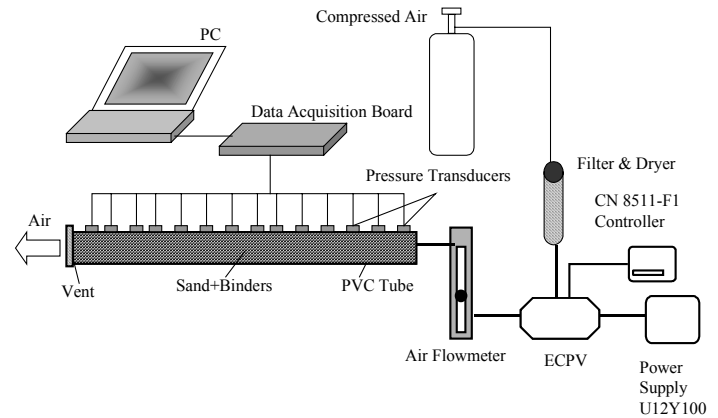 Compressed Air
PC
Data Acquisition Board
Filter & Dryer
Pressure Transducers
CN 8511-F1
Controller
Air
Vent
Sand+Binders
PVC Tube
Air Flowmeter
ECPV
Power
Supply
U12Y100